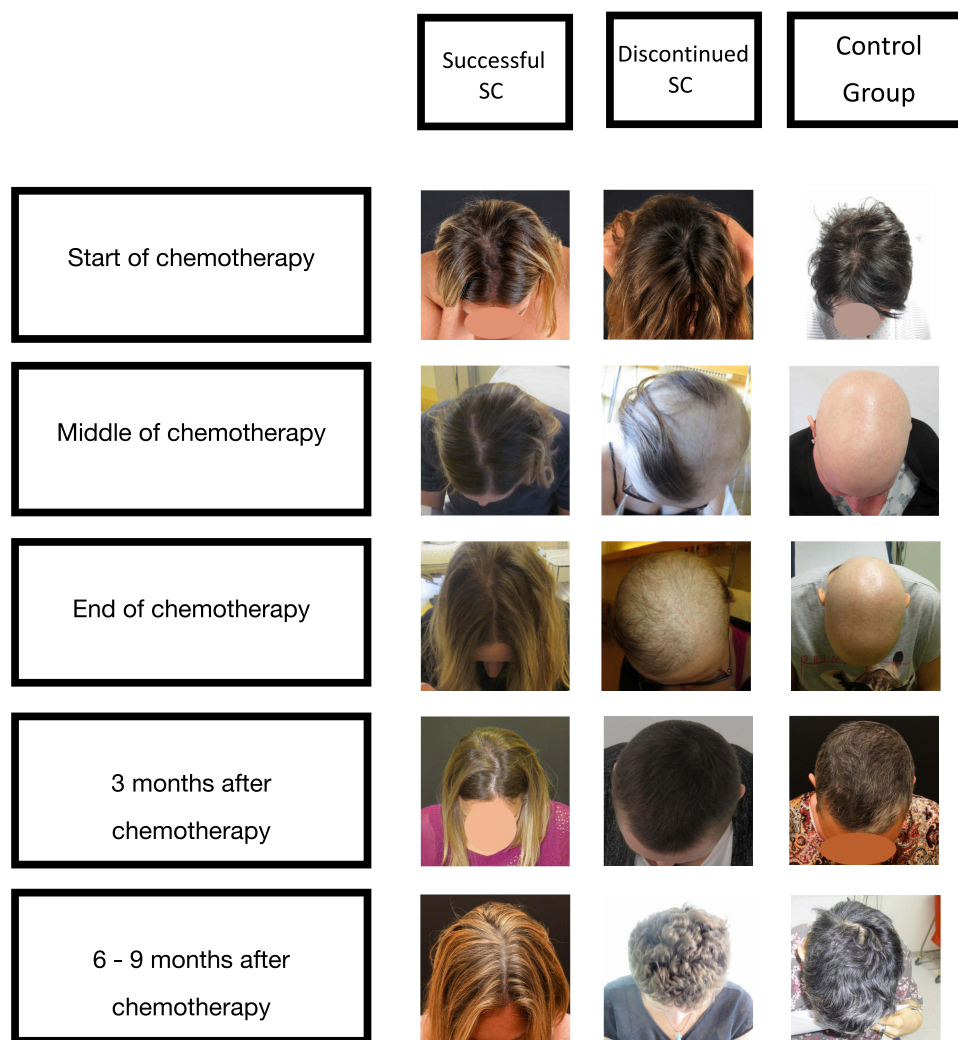 Successful
SC
Discontinued
SC
Control
Group
Start of chemotherapy
Middle of chemotherapy
End of chemotherapy
3 months after
chemotherapy
6 - 9 months after
chemotherapy